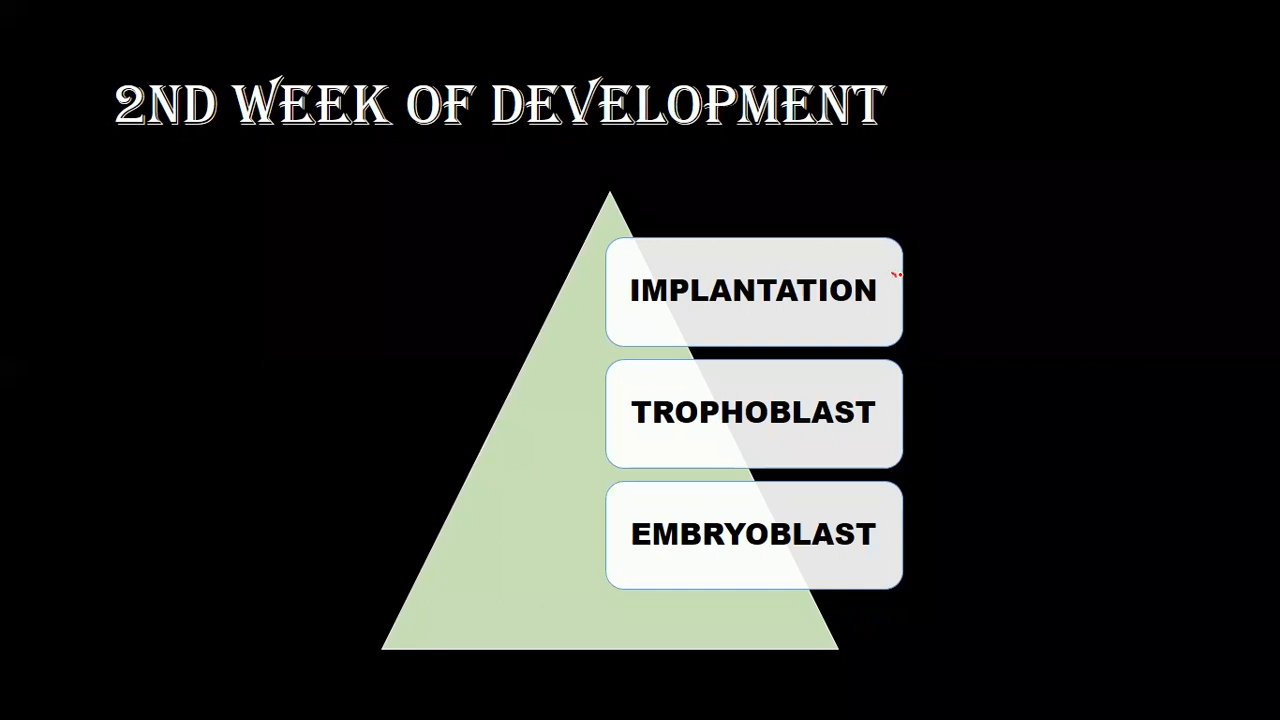 2ND WEEK OF DEVELOPMENT
IMPLANTATION
TROPHOBLAST
EMBRYOBLAST